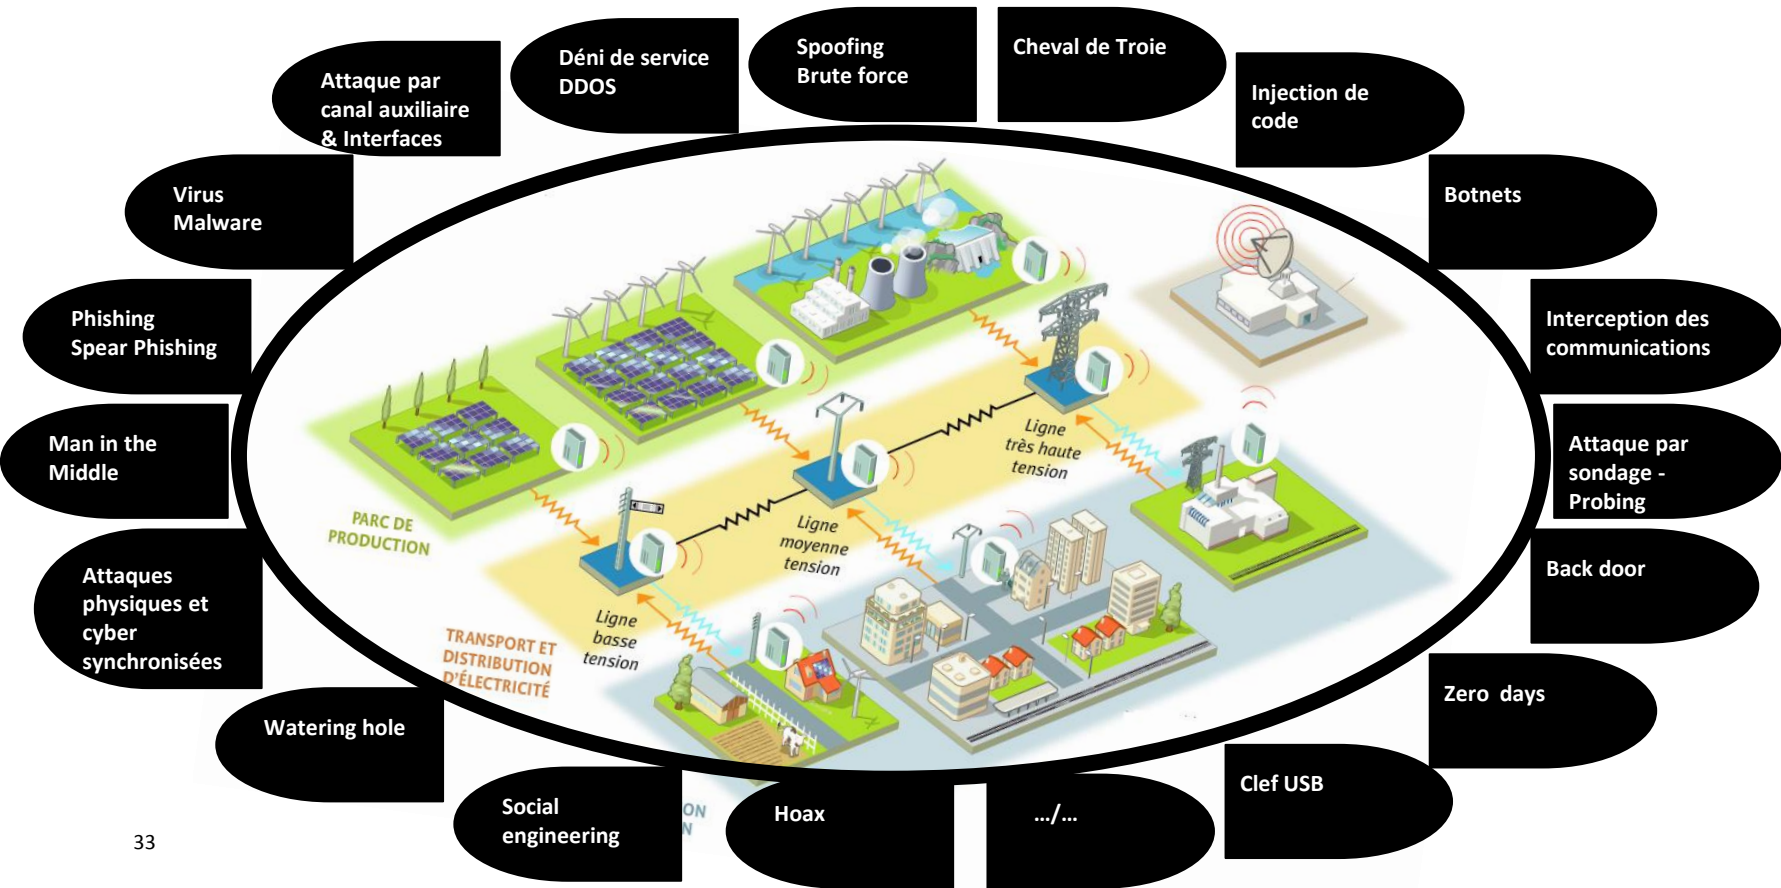 Spoofing
Brute force
Cheval de Troie
Déni de service
DDOS
Attaque par
canal auxiliaire
& Interfaces
Injection de
code
Virus
Malware
Botnets
Phishing
Spear Phishing
Interception des
communications
Man in the
Middle
Attaque par
sondage -
Probing
Attaques
physiques et
cyber
synchronisées
Back door
Watering hole
Zero days
Social
engineering
Hoax
.../...
Clef USB
PARC DE
PRODUCTION
TRANSPORT ET
DISTRIBUTION
D'ÉLECTRICITÉ
Ligne
très haute
tension
Ligne
moyenne
tension
Ligne
basse
tension
ON
N
33